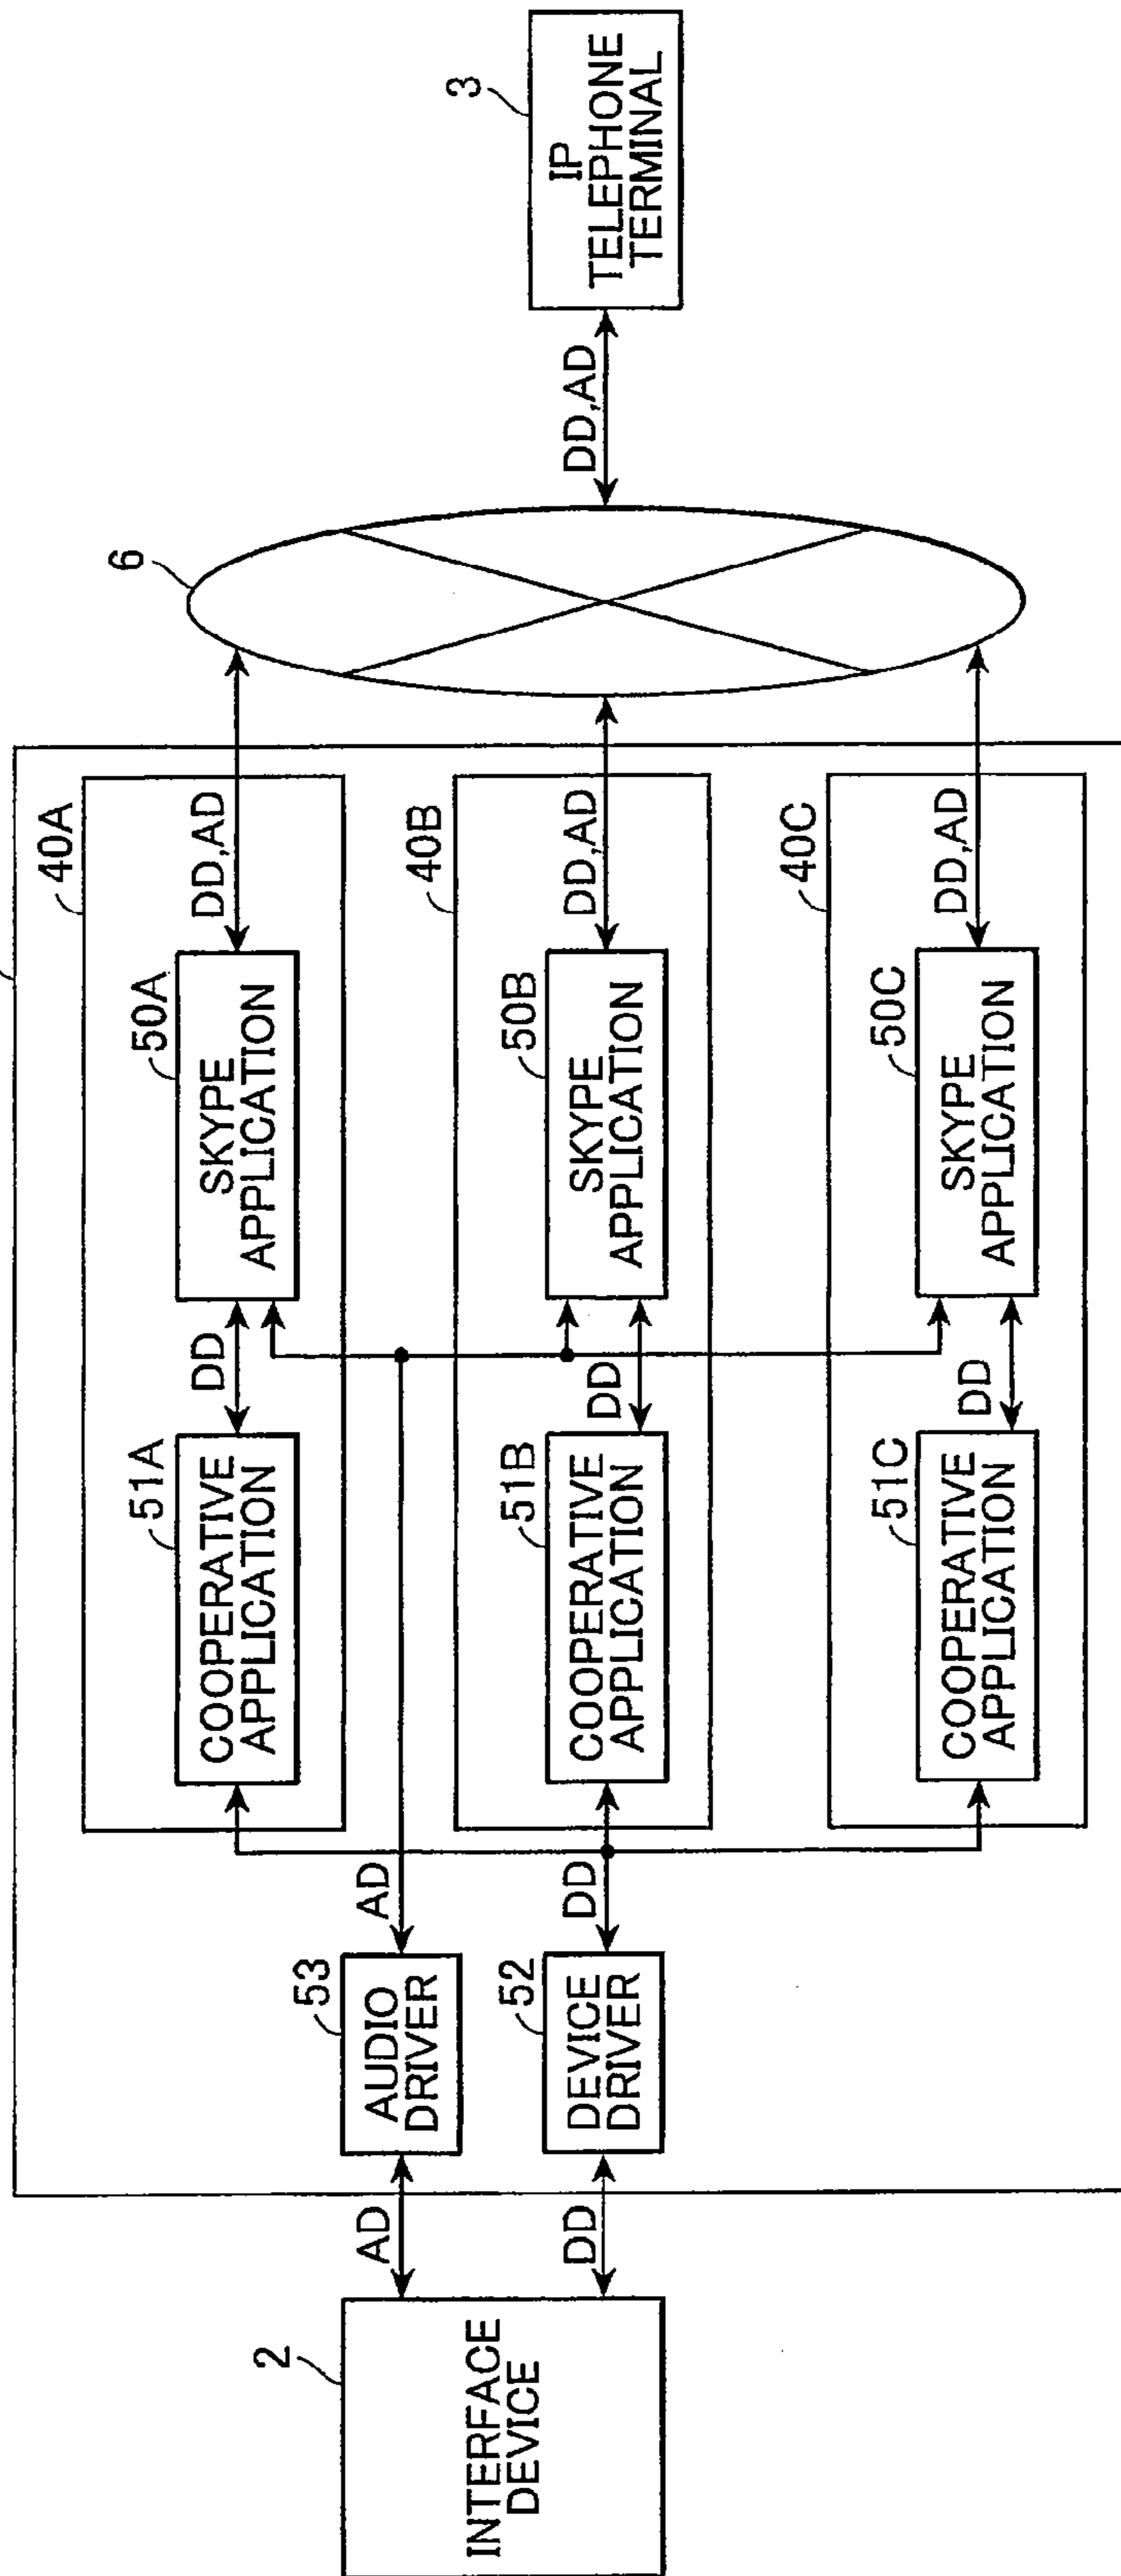 2
INTERFACE
DEVICE
AD
DD
53
AUDIO
DRIVER
52
DEVICE
DRIVER
AD
DD
40A
51A
COOPERATIVE
APPLICATION
DD
50A
SKYPE
APPLICATION
DD,AD
40B
51B
COOPERATIVE
APPLICATION
DD
50B
SKYPE
APPLICATION
DD,AD
40C
51C
COOPERATIVE
APPLICATION
DD
50C
SKYPE
APPLICATION
DD,AD
6
DD,AD
3
IP
TELEPHONE
TERMINAL